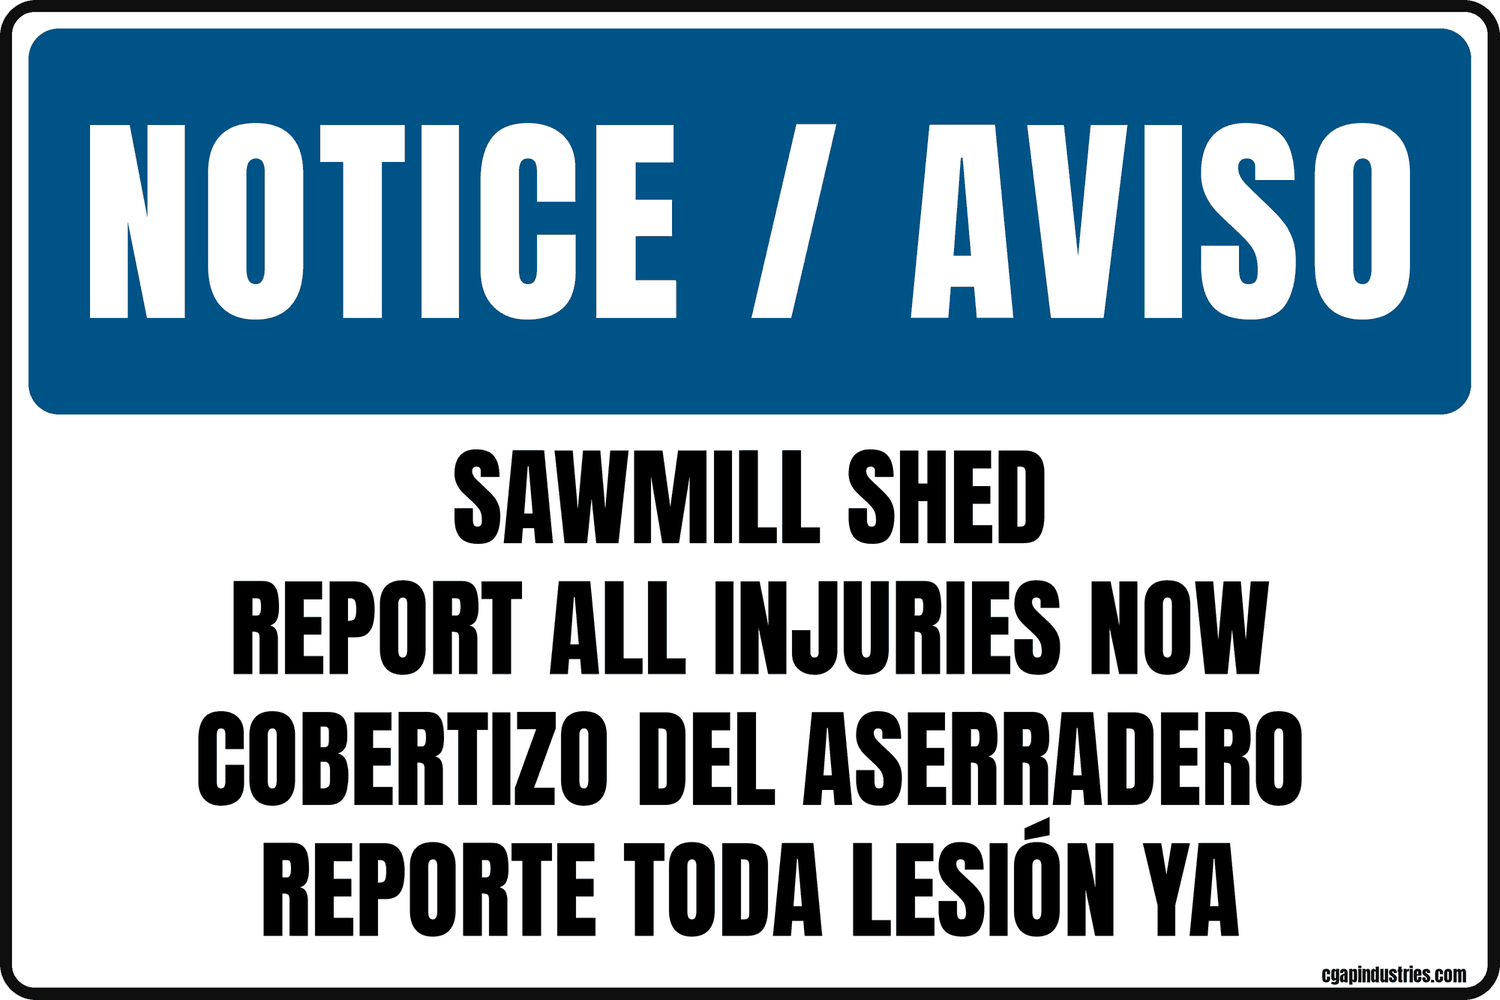 NOTICE / AVISO
SAWMILL SHED
REPORT ALL INJURIES NOW
COBERTIZO DEL ASERRADERO
REPORTE TODA LESIÓN YA
cgapindustries.com